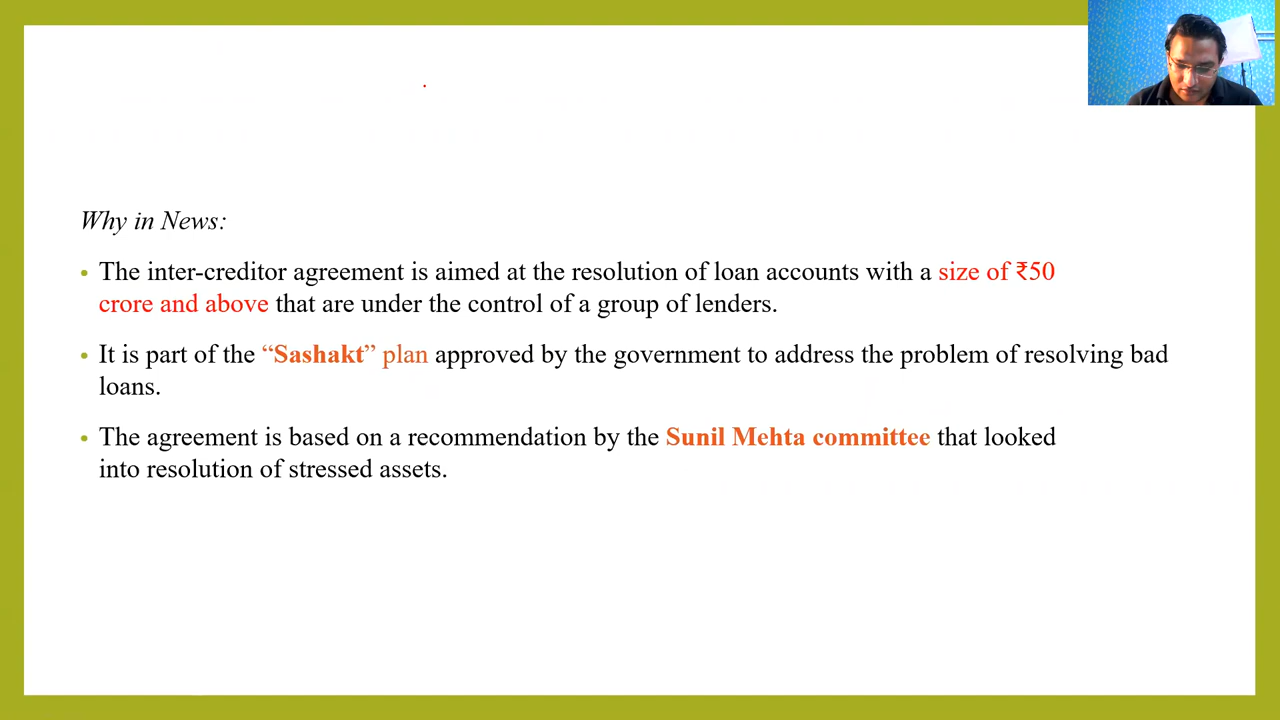 Why in News:
• The inter-creditor agreement is aimed at the resolution of loan accounts with a size of ₹50
crore and above that are under the control of a group of lenders.
• It is part of the “Sashakt” plan approved by the government to address the problem of resolving bad
loans.
• The agreement is based on a recommendation by the Sunil Mehta committee that looked
into resolution of stressed assets.